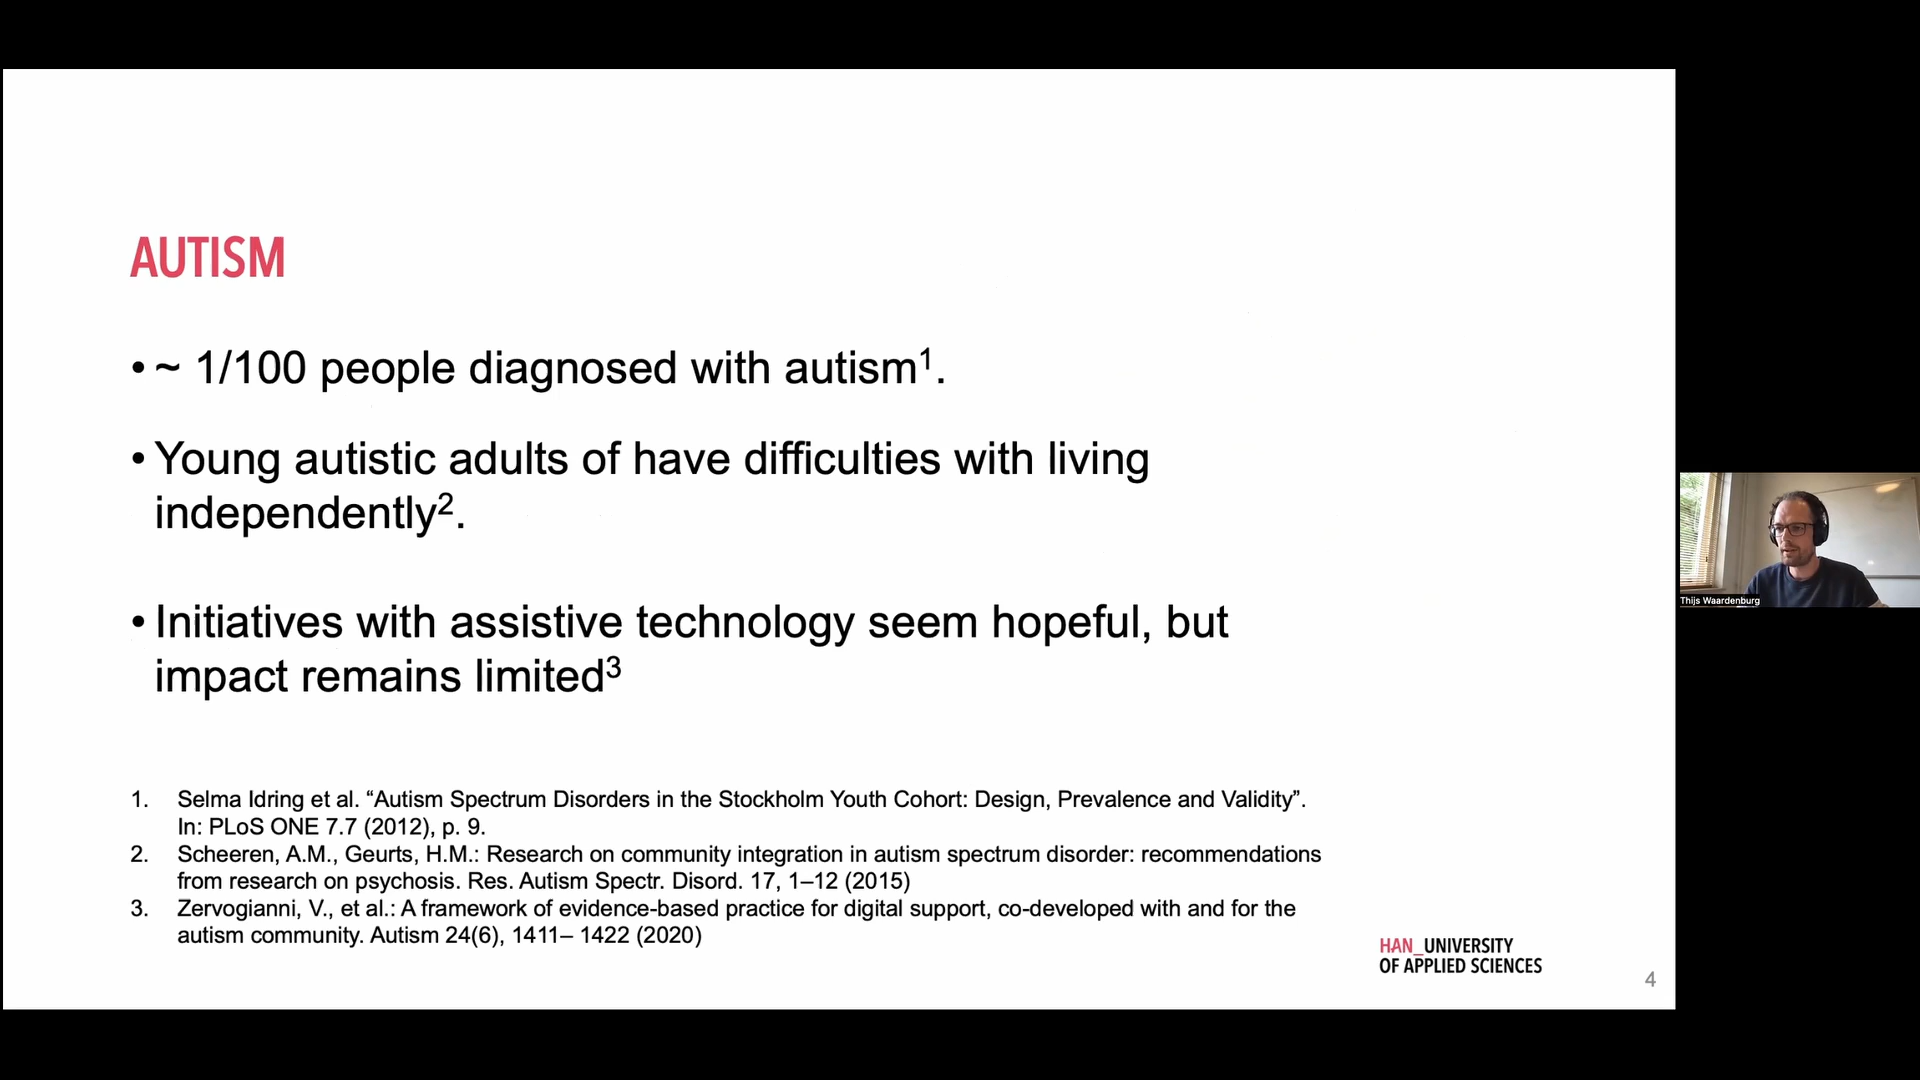 AUTISM
• ~ 1/100 people diagnosed with autism¹.
• Young autistic adults of have difficulties with living
independently².
• Initiatives with assistive technology seem hopeful, but
impact remains limited³
1. Selma Idring et al. “Autism Spectrum Disorders in the Stockholm Youth Cohort: Design, Prevalence and Validity”.
In: PLoS ONE 7.7 (2012), p. 9.
2. Scheeren, A.M., Geurts, H.M.: Research on community integration in autism spectrum disorder: recommendations
from research on psychosis. Res. Autism Spectr. Disord. 17, 1–12 (2015)
3. Zervogianni, V., et al.: A framework of evidence-based practice for digital support, co-developed with and for the
autism community. Autism 24(6), 1411– 1422 (2020)
HAN_UNIVERSITY
OF APPLIED SCIENCES
4
Thijs Waardenburg